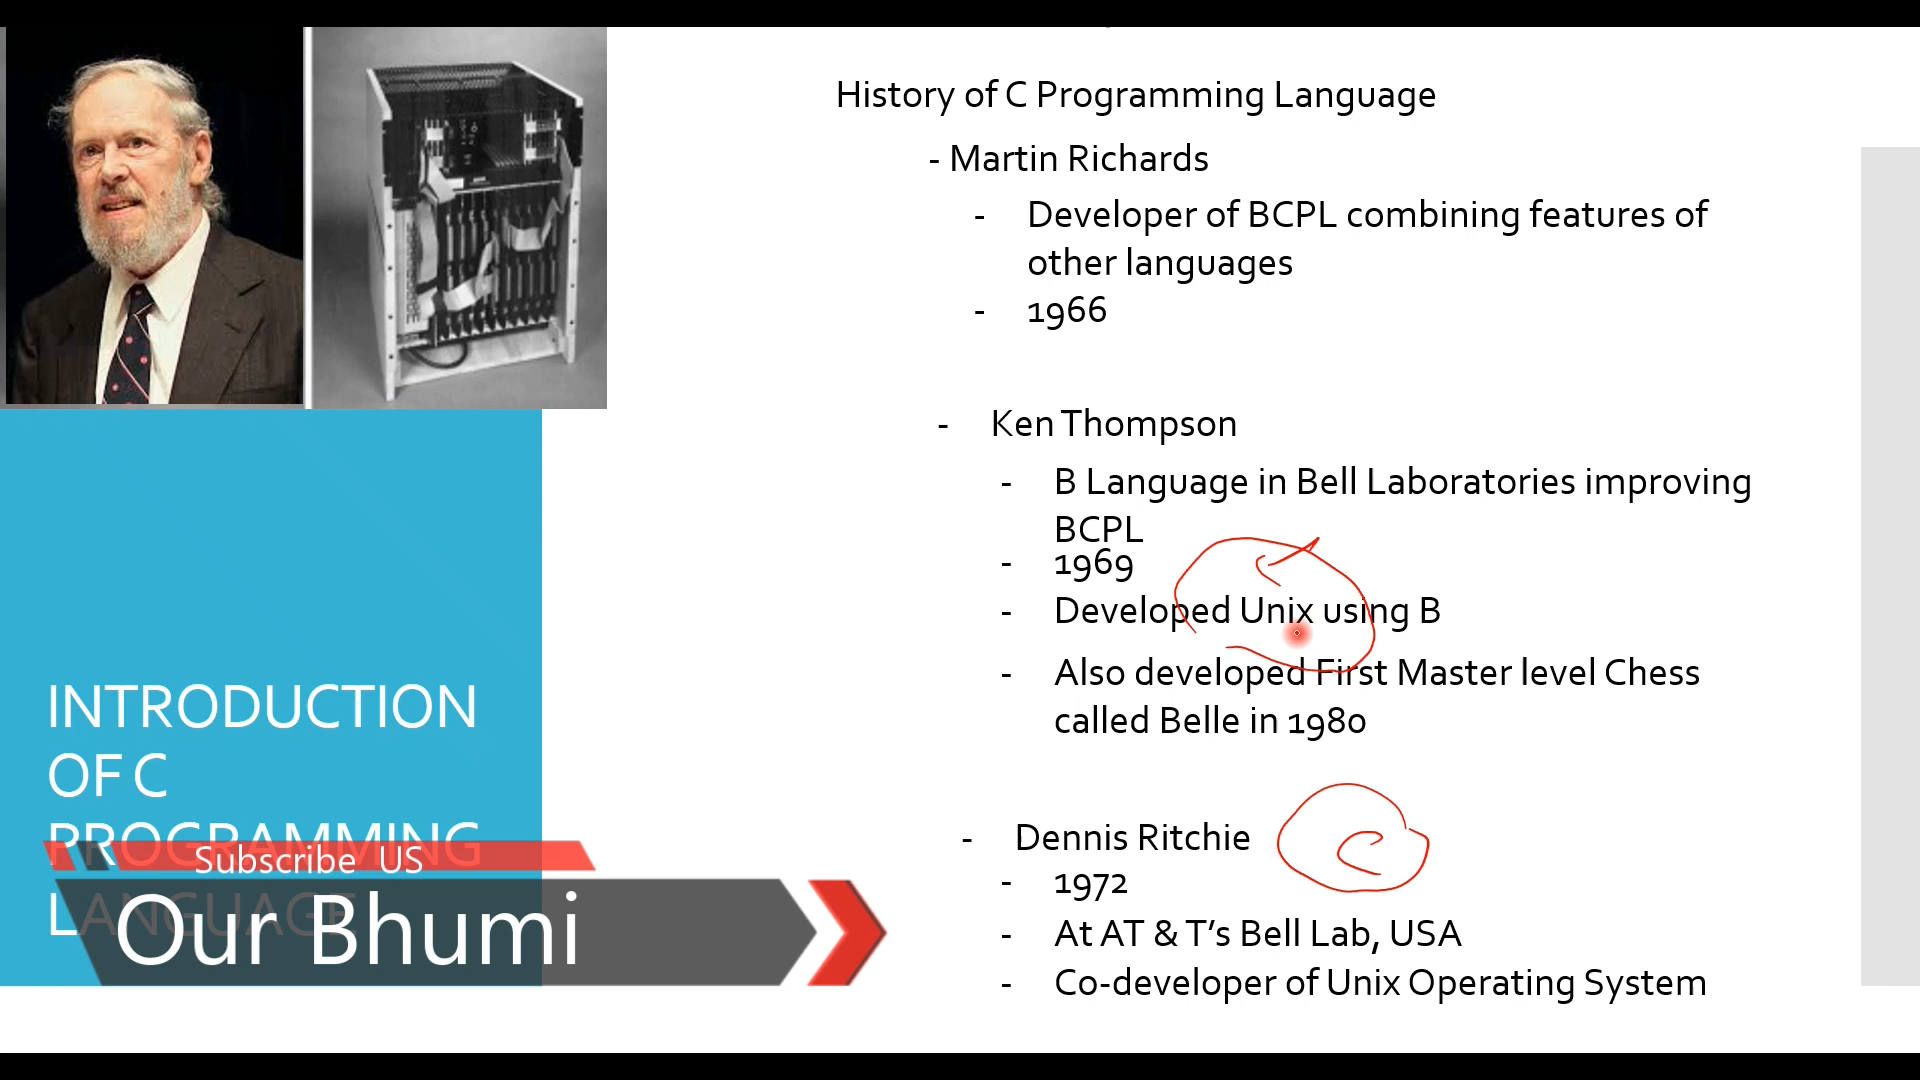 History of C Programming Language
- Martin Richards
- Developer of BCPL combining features of
other languages
- 1966
- Ken Thompson
- B Language in Bell Laboratories improving
BCPL
- 1969
- Developed Unix using B
- Also developed First Master level Chess
called Belle in 1980
- Dennis Ritchie
C
- 1972
- At AT & T's Bell Lab, USA
- Co-developer of Unix Operating System
INTRODUCTION
OF C
PROGRAMMING
LANGUAGE
Subscribe US
Our Bhumi